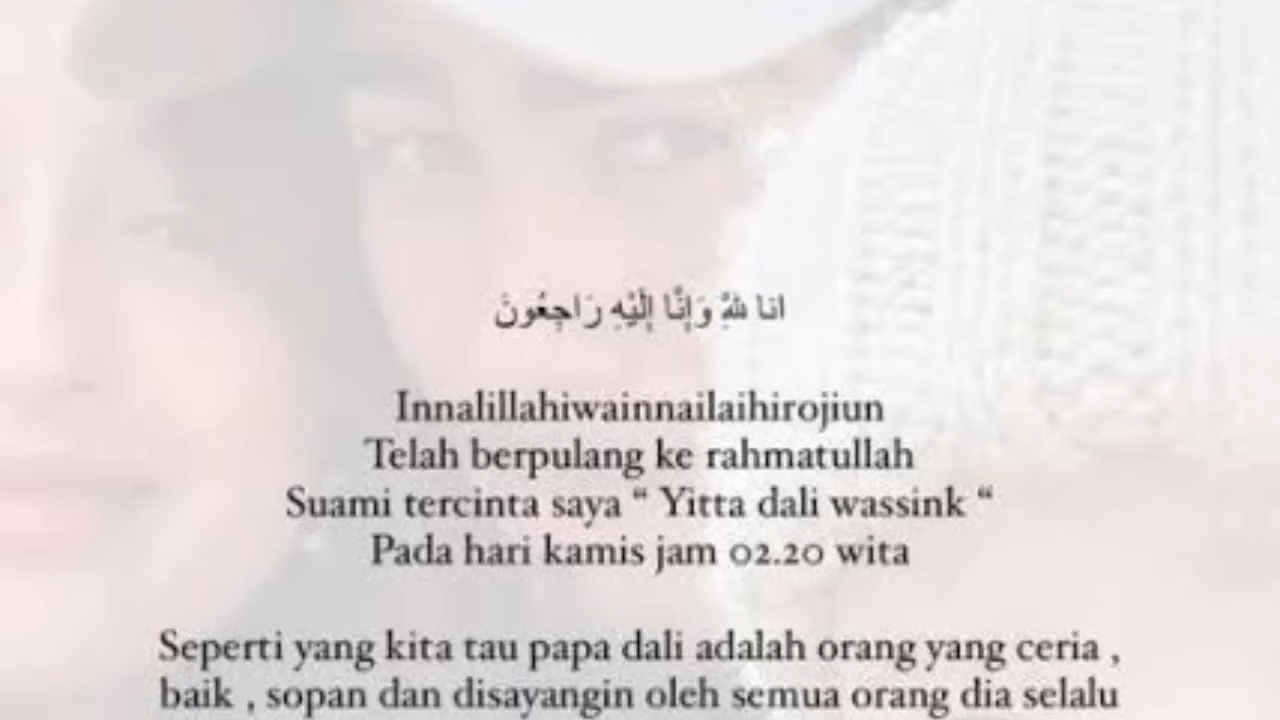 انا للهِ وَإِنَّا إِلَيْهِ رَاجِعُونَ
Innalillahiwainnailaihirojiun
Telah berpulang ke rahmatullah
Suami tercinta saya “ Yitta dali wassink “
Pada hari kamis jam 02.20 wita
Seperti yang kita tau papa dali adalah orang yang ceria ,
baik , sopan dan disayangin oleh semua orang dia selalu